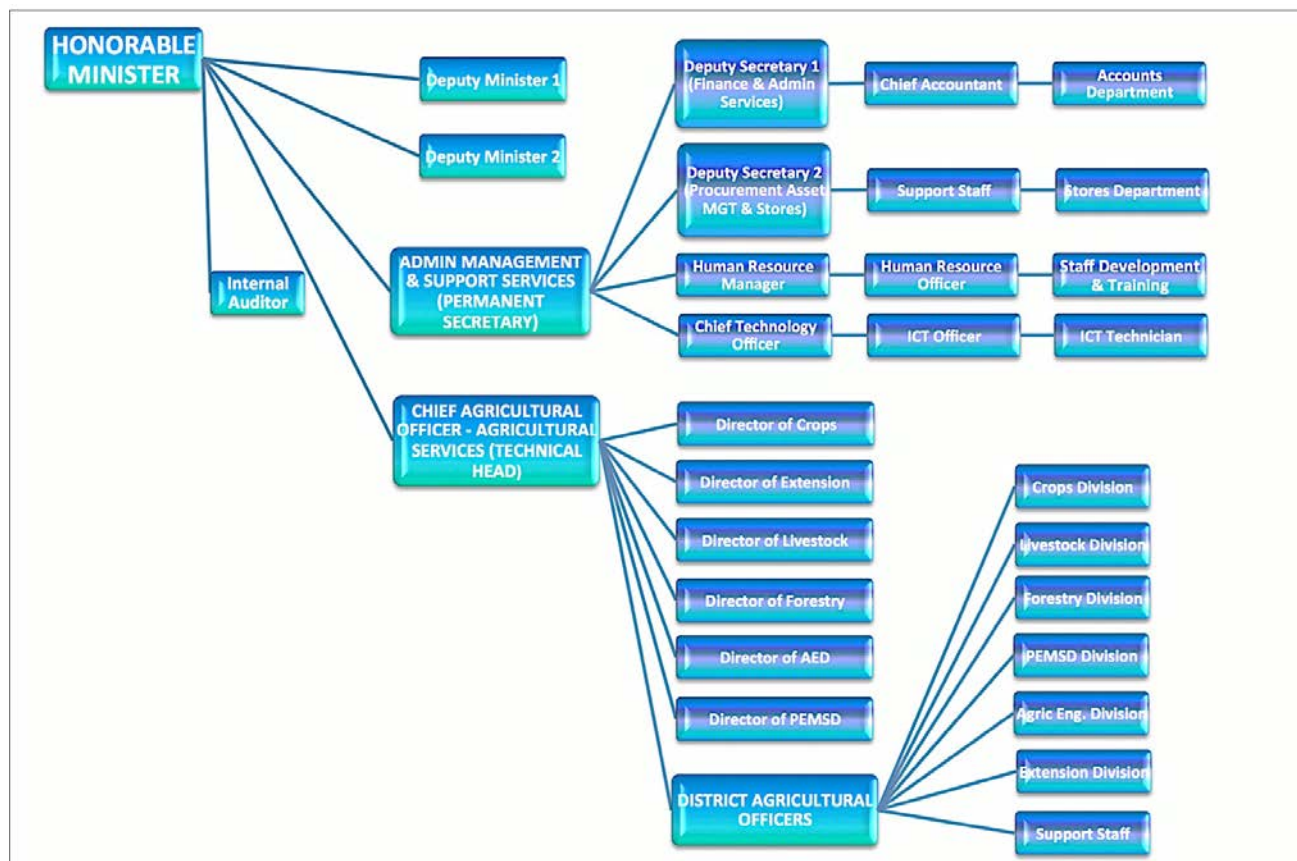 HONORABLE
MINISTER
Deputy Minister 1
Deputy Minister 2
Internal
Auditor
ADMIN MANAGEMENT
& SUPPORT SERVICES
(PERMANENT
SECRETARY)
Deputy Secretary 1
(Finance & Admin
Services)
Chief Accountant
Accounts
Department
Deputy Secretary 2
(Procurement Asset
MGT & Stores)
Support Staff
Stores Department
Human Resource
Manager
Human Resource
Officer
Staff Development
& Training
Chief Technology
Officer
ICT Officer
ICT Technician
CHIEF AGRICULTURAL
OFFICER - AGRICULTURAL
SERVICES (TECHNICAL
HEAD)
Director of Crops
Director of Extension
Director of Livestock
Director of Forestry
Director of AED
Director of PEMSD
DISTRICT AGRICULTURAL
OFFICERS
Crops Division
Livestock Division
Forestry Division
PEMSD Division
Agric Eng. Division
Extension Division
Support Staff